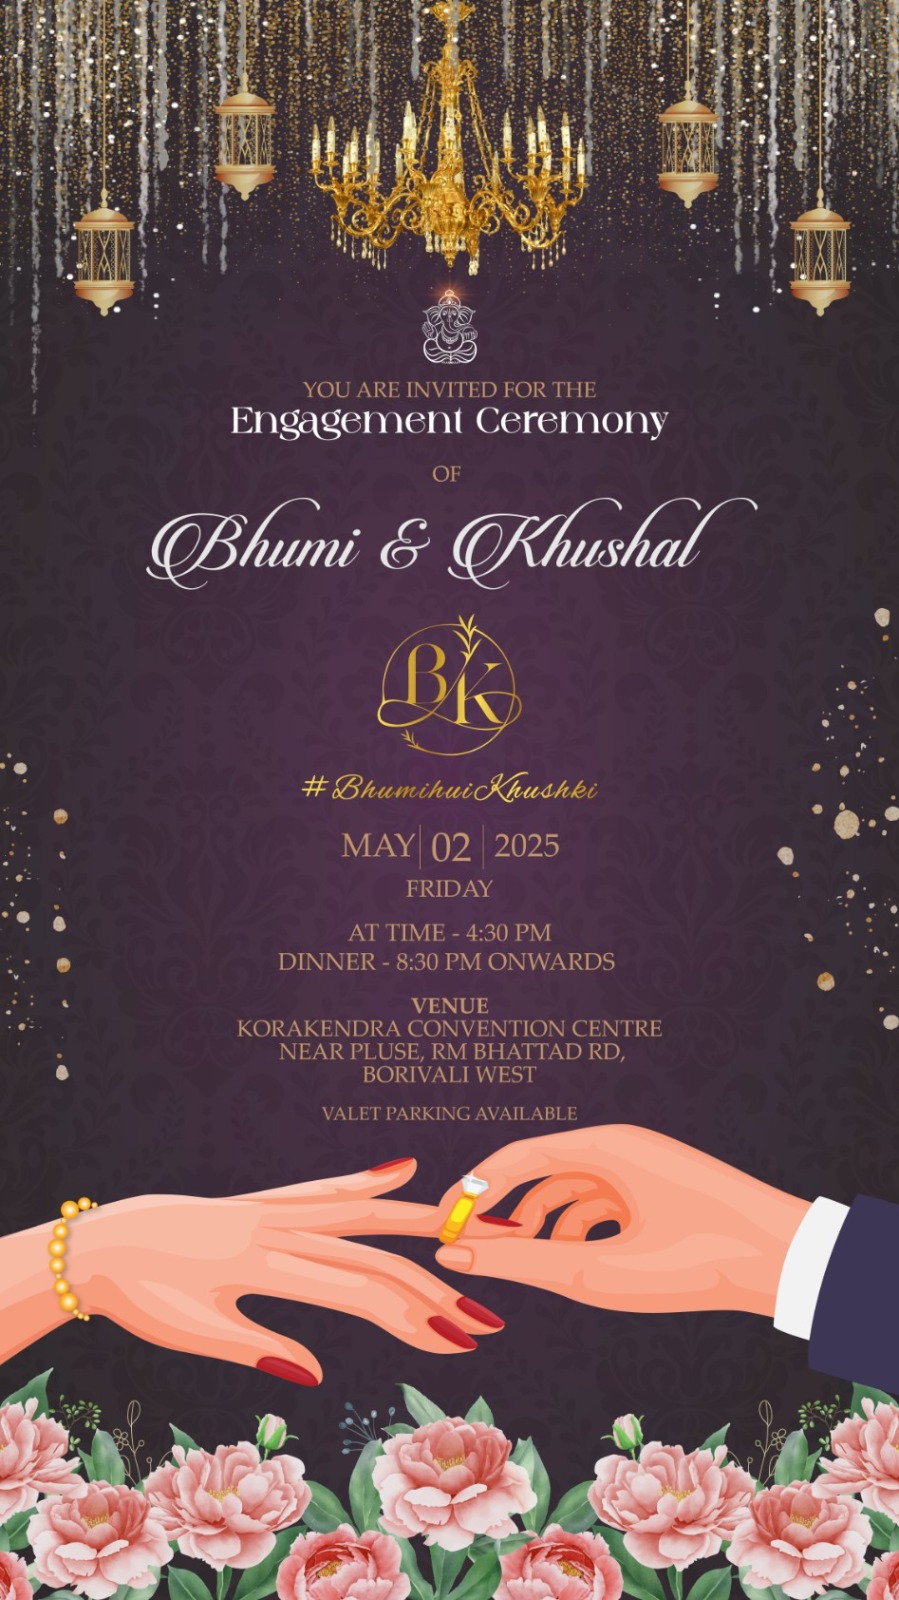 YOU ARE INVITED FOR THE
Engagement Ceremony
OF
Bhumi & Khushal
BK
#BhumihuiKhushki
MAY 02 2025
FRIDAY
AT TIME - 4:30 PM
DINNER - 8:30 PM ONWARDS
VENUE
KORAKENDRA CONVENTION CENTRE
NEAR PLUSE, RM BHATTAD RD,
BORIVALI WEST
VALET PARKING AVAILABLE